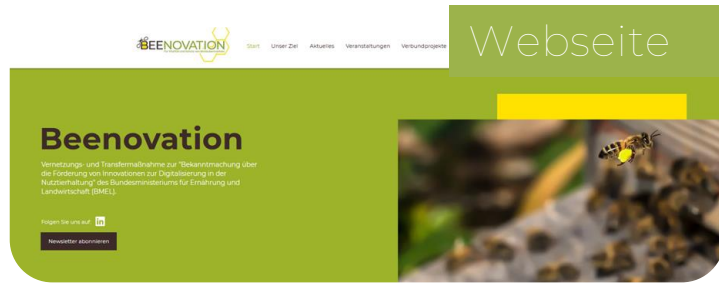 BEENOVATION
Start Unser Ziel Aktuelles Veranstaltungen Verbundprojekte
Webseite
Beenovation
Vernetzungs- und Transfermaßnahme zur "Bekanntmachung über
die Förderung von Innovationen zur Digitalisierung in der
Nutztierhaltung" des Bundesministeriums für Ernährung und
Landwirtschaft (BMEL).
Folgen Sie uns auf: in
Newsletter abonnieren